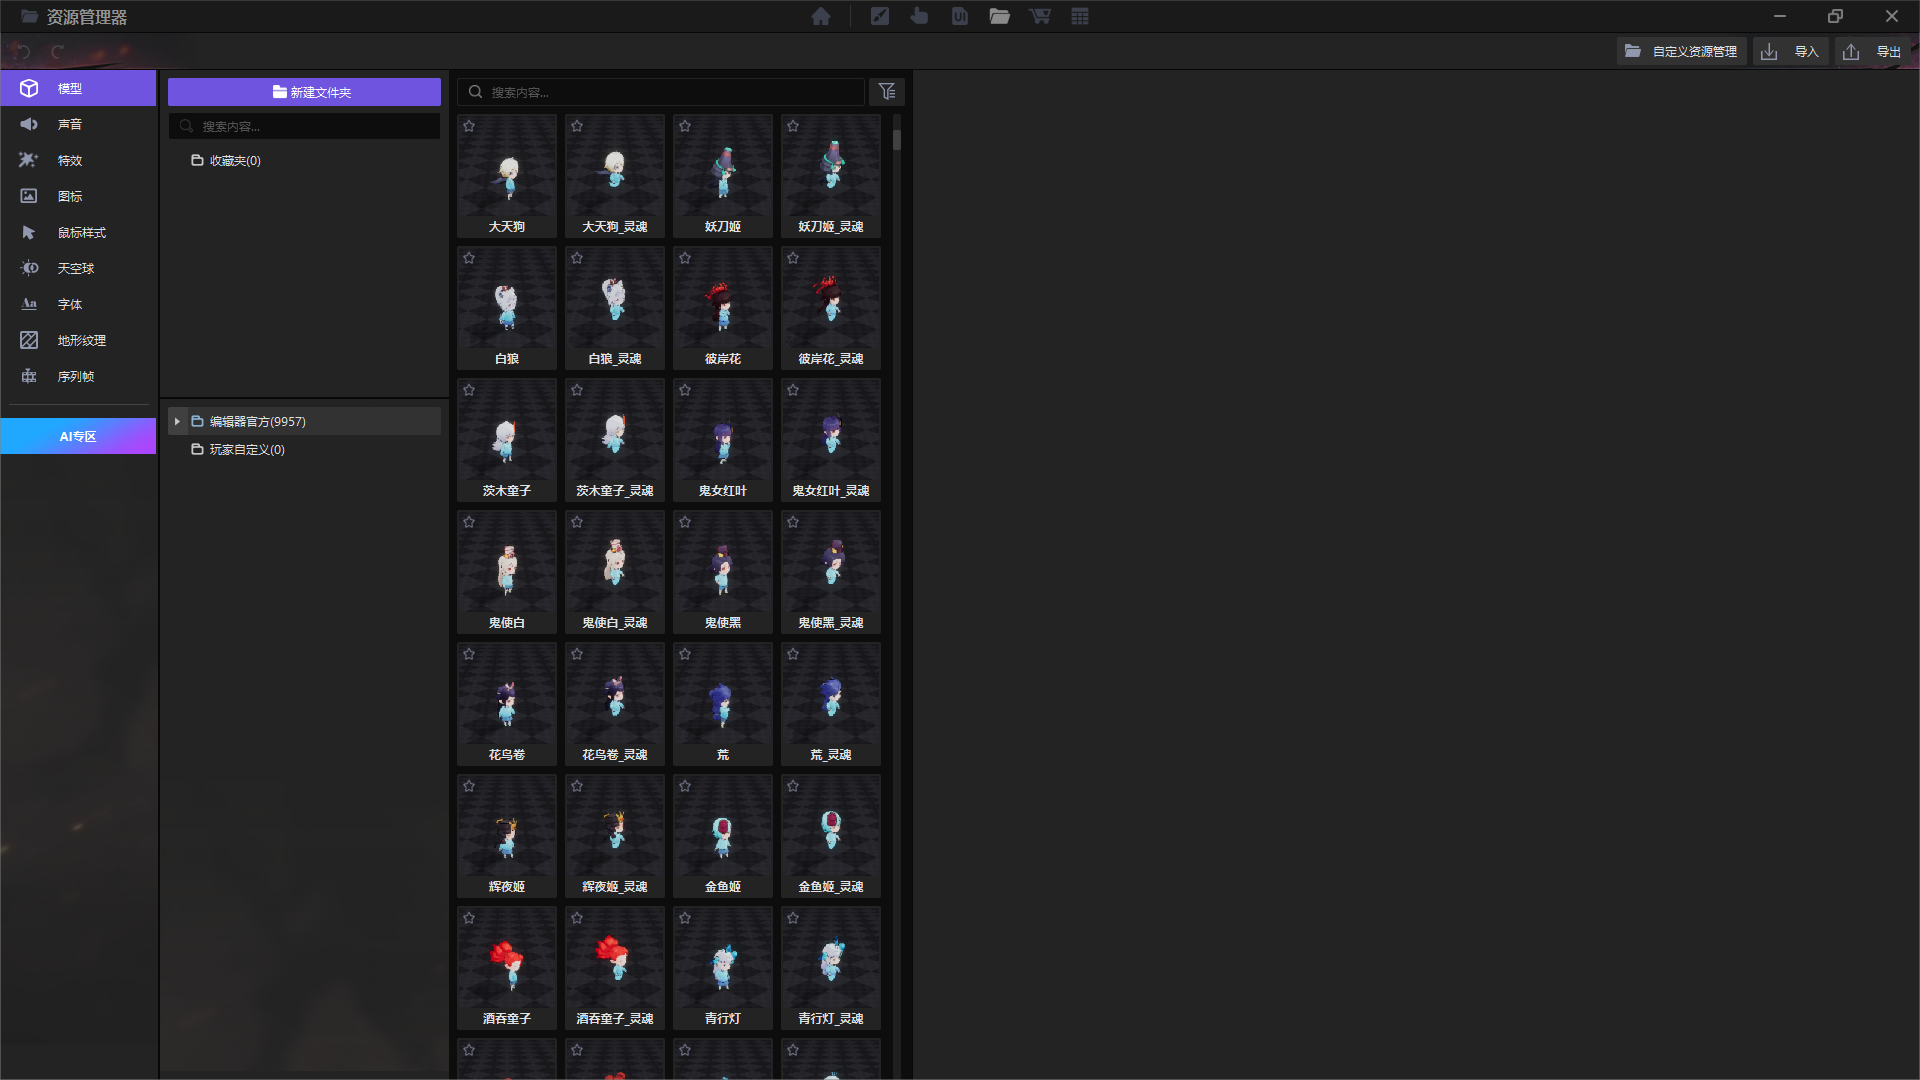 资源管理器
UI
自定义资源管理
导入
导出
模型
声音
特效
图标
鼠标样式
天空球
Aa
字体
地形纹理
序列帧
AI专区
新建文件夹
搜索内容...
收藏夹(0)
编辑器官方(9957)
玩家自定义(0)
搜索内容...
大天狗
大天狗_灵魂
妖刀姬
妖刀姬_灵魂
白狼
白狼_灵魂
彼岸花
彼岸花_灵魂
茨木童子
茨木童子_灵魂
鬼女红叶
鬼女红叶_灵魂
鬼使白
鬼使白_灵魂
鬼使黑
鬼使黑_灵魂
花鸟卷
花鸟卷_灵魂
荒
荒_灵魂
辉夜姬
辉夜姬_灵魂
金鱼姬
金鱼姬_灵魂
酒吞童子
酒吞童子_灵魂
青行灯
青行灯_灵魂